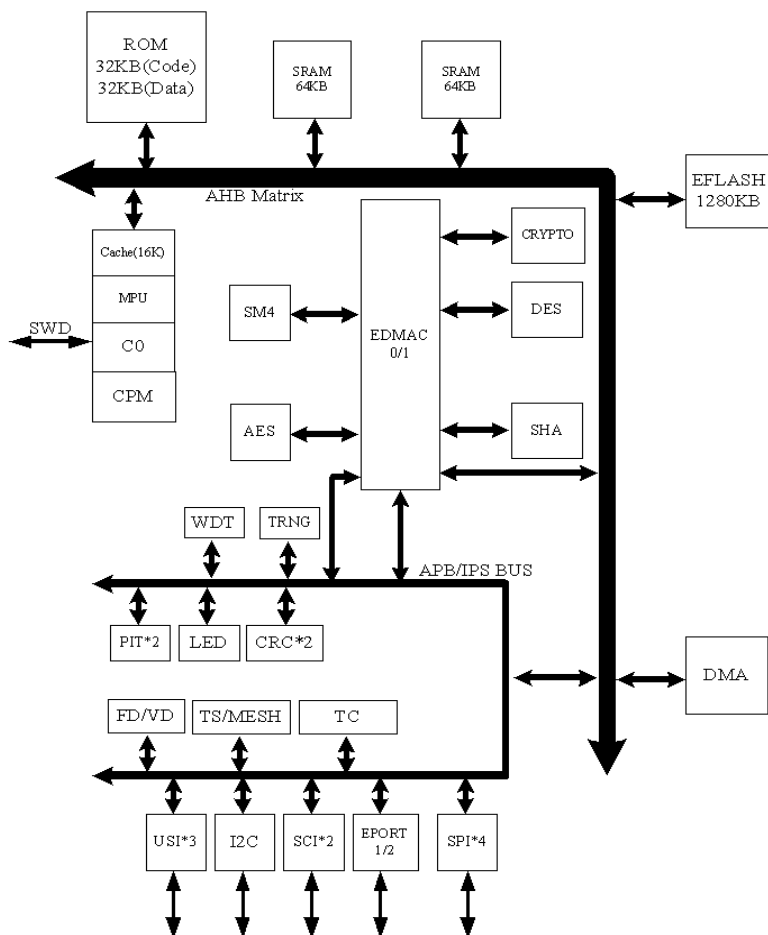 ROM
32KB(Code)
32KB(Data)
SRAM
64KB
SRAM
64KB
AHB Matrix
EFLASH
1280KB
Cache(16K)
MPU
C0
CPM
SWD
EDMAC
0/1
CRYPTO
SM4
DES
AES
SHA
WDT
TRNG
APB/IPS BUS
PIT*2
LED
CRC*2
DMA
FD/VD
TS/MESH
TC
USI*3
I2C
SCI*2
EPORT
1/2
SPI*4